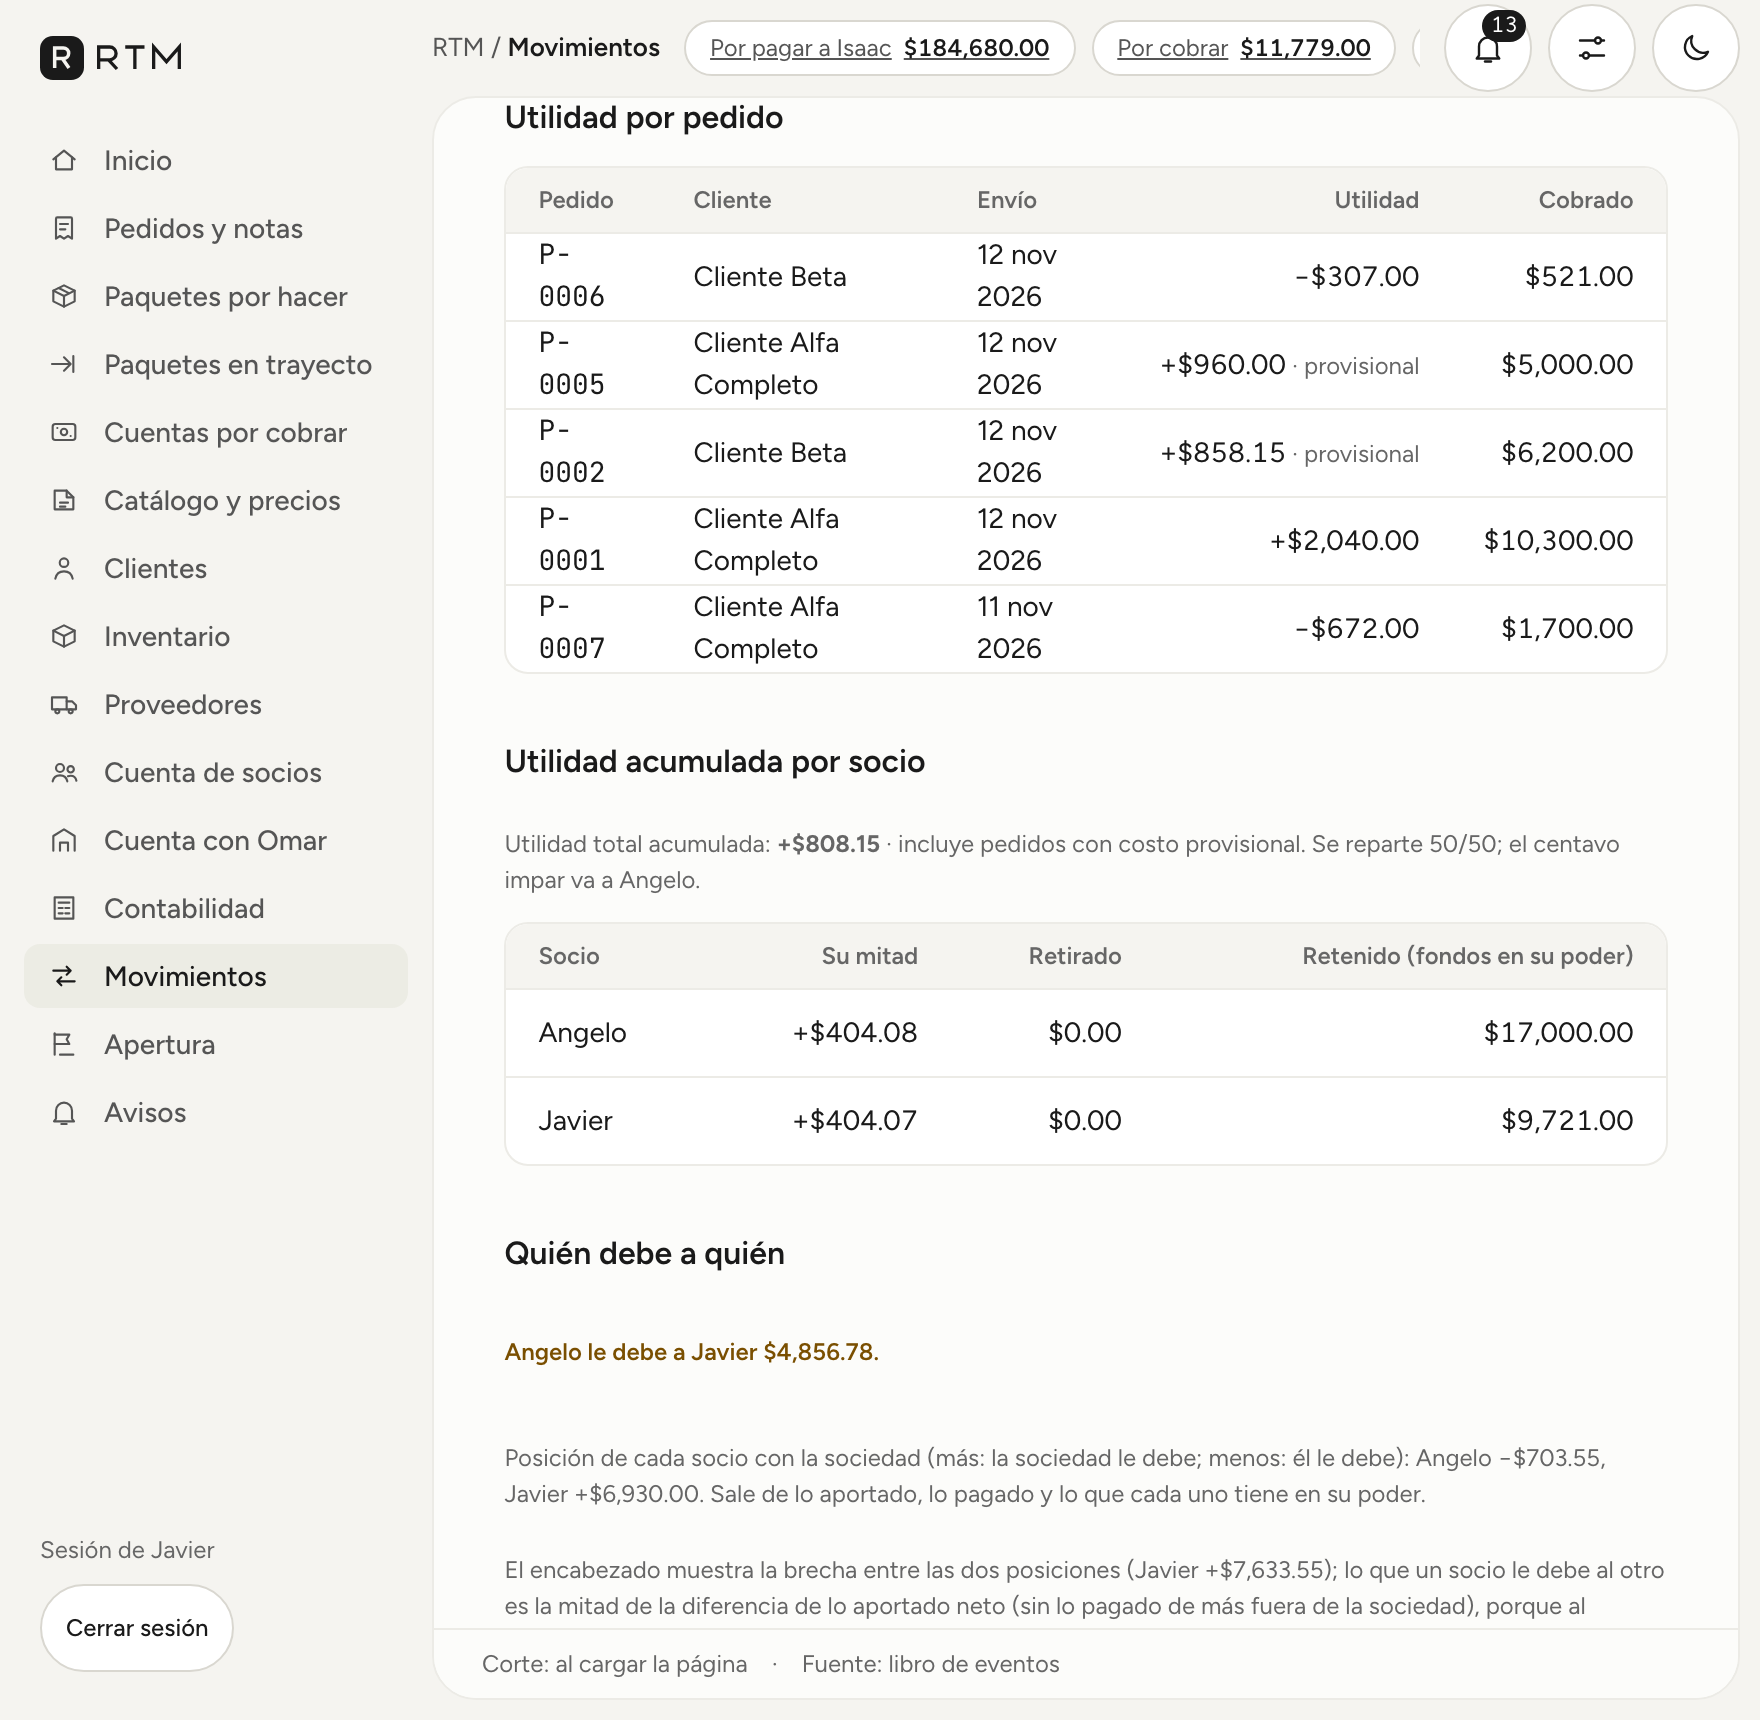 R RTM
RTM / Movimientos
Por pagar a Isaac $184,680.00
Por cobrar $11,779.00
13
Inicio
Pedidos y notas
Paquetes por hacer
Paquetes en trayecto
Cuentas por cobrar
Catálogo y precios
Clientes
Inventario
Proveedores
Cuenta de socios
Cuenta con Omar
Contabilidad
Movimientos
Apertura
Avisos
Sesión de Javier
Cerrar sesión
Utilidad por pedido
Pedido Cliente Envío Utilidad Cobrado
P-0006 Cliente Beta 12 nov 2026 −$307.00 $521.00
P-0005 Cliente Alfa Completo 12 nov 2026 +$960.00 · provisional $5,000.00
P-0002 Cliente Beta 12 nov 2026 +$858.15 · provisional $6,200.00
P-0001 Cliente Alfa Completo 12 nov 2026 +$2,040.00 $10,300.00
P-0007 Cliente Alfa Completo 11 nov 2026 −$672.00 $1,700.00
Utilidad acumulada por socio
Utilidad total acumulada: +$808.15 · incluye pedidos con costo provisional. Se reparte 50/50; el centavo
impar va a Angelo.
Socio Su mitad Retirado Retenido (fondos en su poder)
Angelo +$404.08 $0.00 $17,000.00
Javier +$404.07 $0.00 $9,721.00
Quién debe a quién
Angelo le debe a Javier $4,856.78.
Posición de cada socio con la sociedad (más: la sociedad le debe; menos: él le debe): Angelo −$703.55,
Javier +$6,930.00. Sale de lo aportado, lo pagado y lo que cada uno tiene en su poder.
El encabezado muestra la brecha entre las dos posiciones (Javier +$7,633.55); lo que un socio le debe al otro
es la mitad de la diferencia de lo aportado neto (sin lo pagado de más fuera de la sociedad), porque al
Corte: al cargar la página · Fuente: libro de eventos